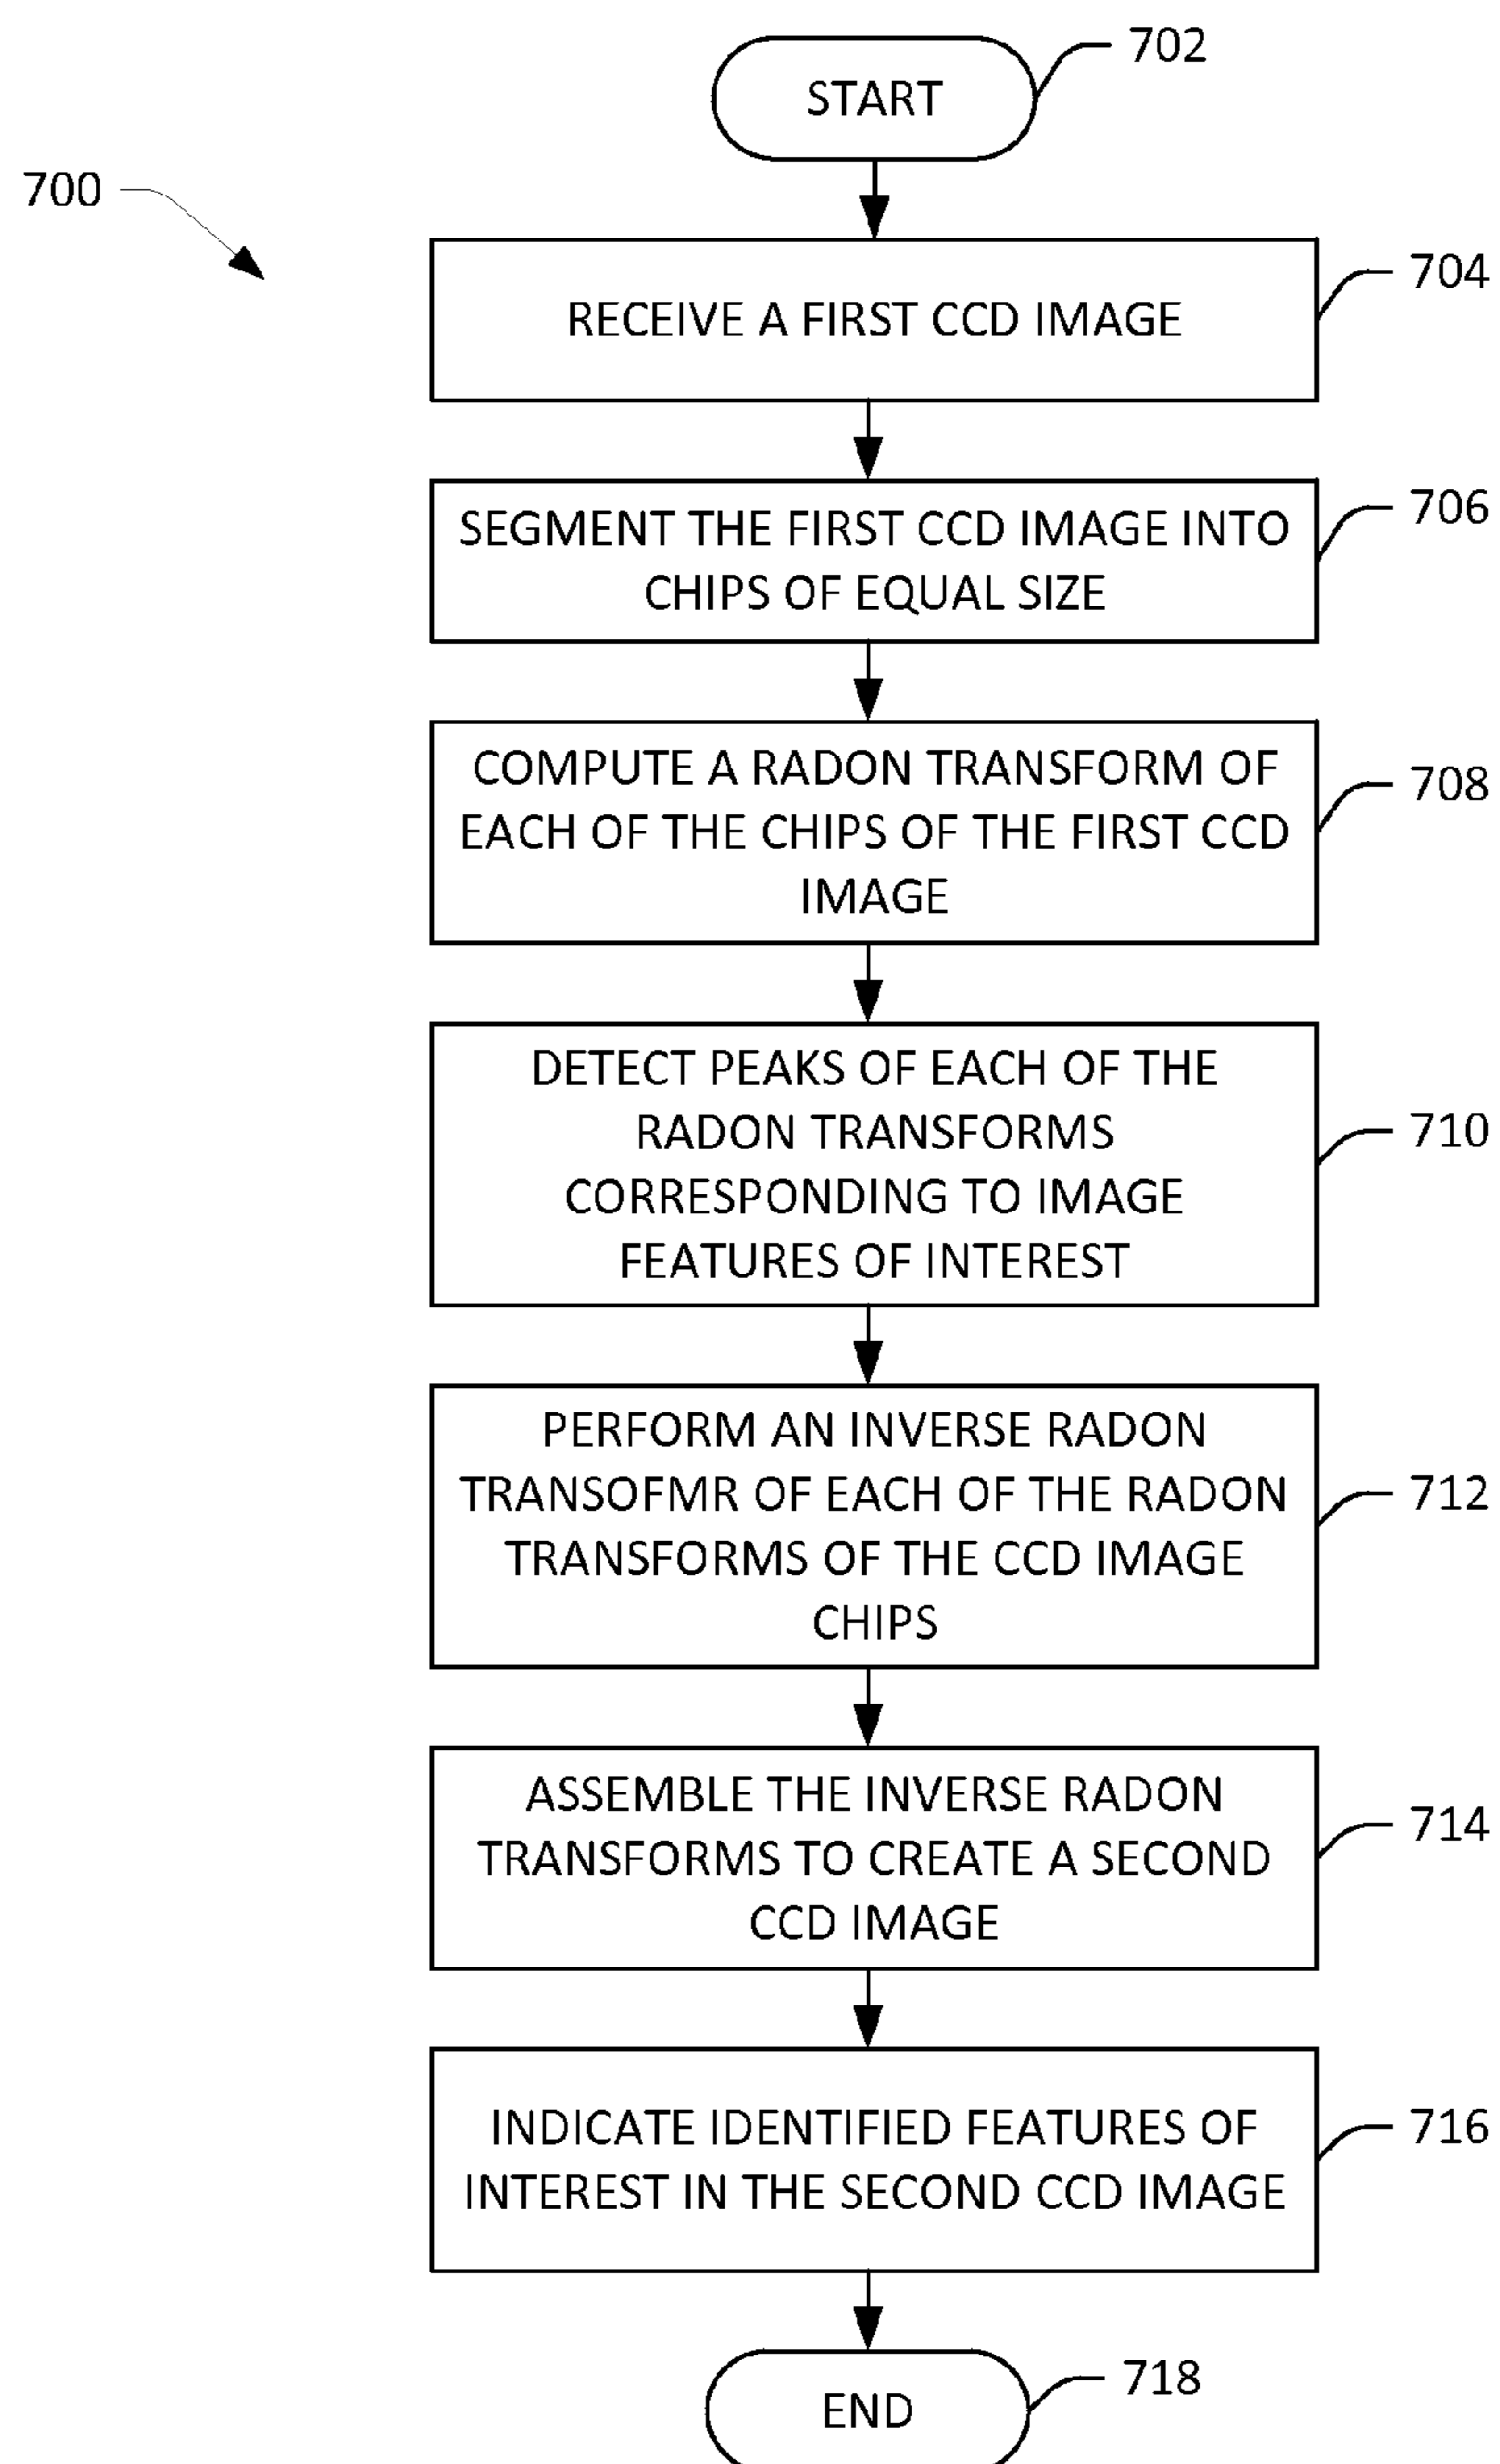 702
START
700
704
RECEIVE A FIRST CCD IMAGE
706
SEGMENT THE FIRST CCD IMAGE INTO
CHIPS OF EQUAL SIZE
708
COMPUTE A RADON TRANSFORM OF
EACH OF THE CHIPS OF THE FIRST CCD
IMAGE
710
DETECT PEAKS OF EACH OF THE
RADON TRANSFORMS
CORRESPONDING TO IMAGE
FEATURES OF INTEREST
712
PERFORM AN INVERSE RADON
TRANSOFMR OF EACH OF THE RADON
TRANSFORMS OF THE CCD IMAGE
CHIPS
714
ASSEMBLE THE INVERSE RADON
TRANSFORMS TO CREATE A SECOND
CCD IMAGE
716
INDICATE IDENTIFIED FEATURES OF
INTEREST IN THE SECOND CCD IMAGE
718
END